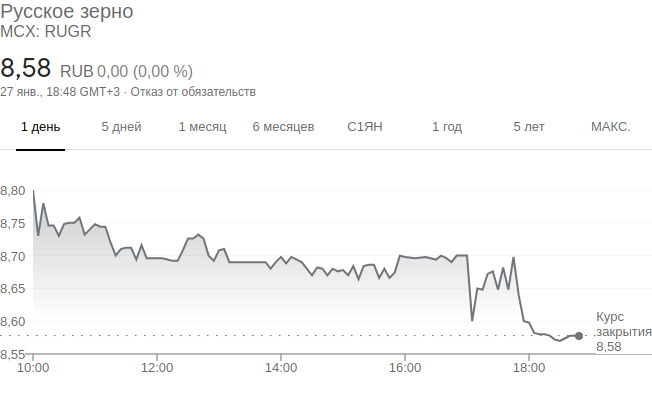 Русское зерно
MCX: RUGR
8,58 RUB 0,00 (0,00 %)
27 янв., 18:48 GMT+3 · Отказ от обязательств
1 день 5 дней 1 месяц 6 месяцев С1ЯН 1 год 5 лет МАКС.
8,80
8,75
8,70
8,65
8,60
Курс
закрытия
8,58
8,55
10:00 12:00 14:00 16:00 18:00